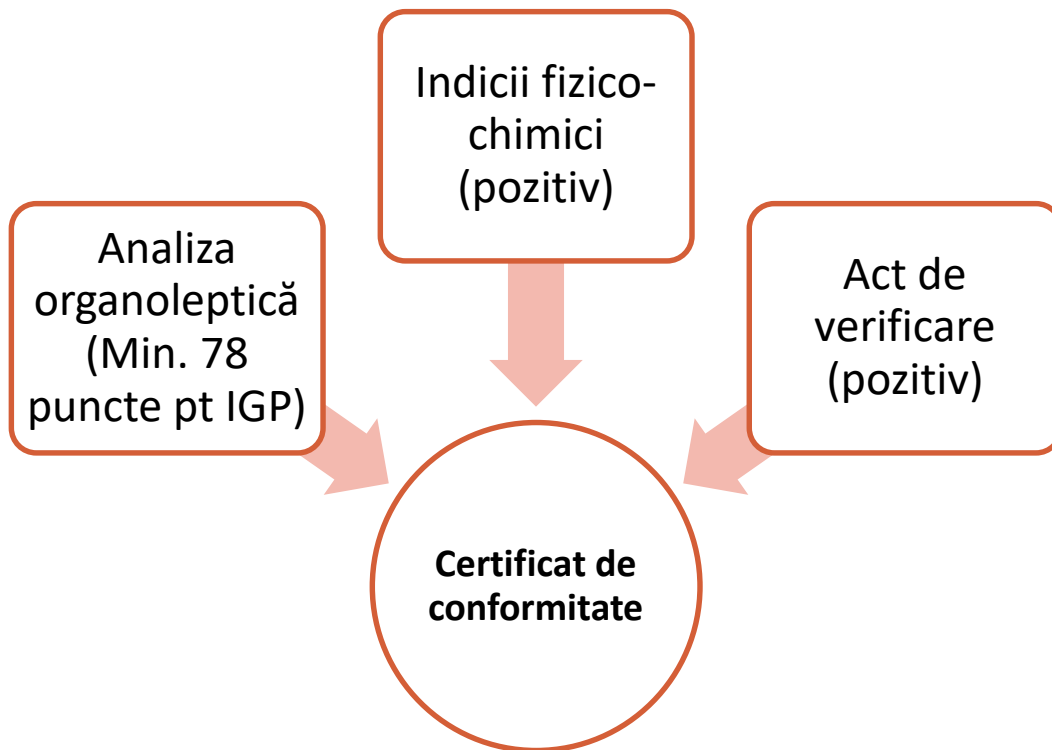 Indicii fizico-
chimici
(pozitiv)
Analiza
organoleptică
(Min. 78
puncte pt IGP)
Act de
verificare
(pozitiv)
Certificat de
conformitate